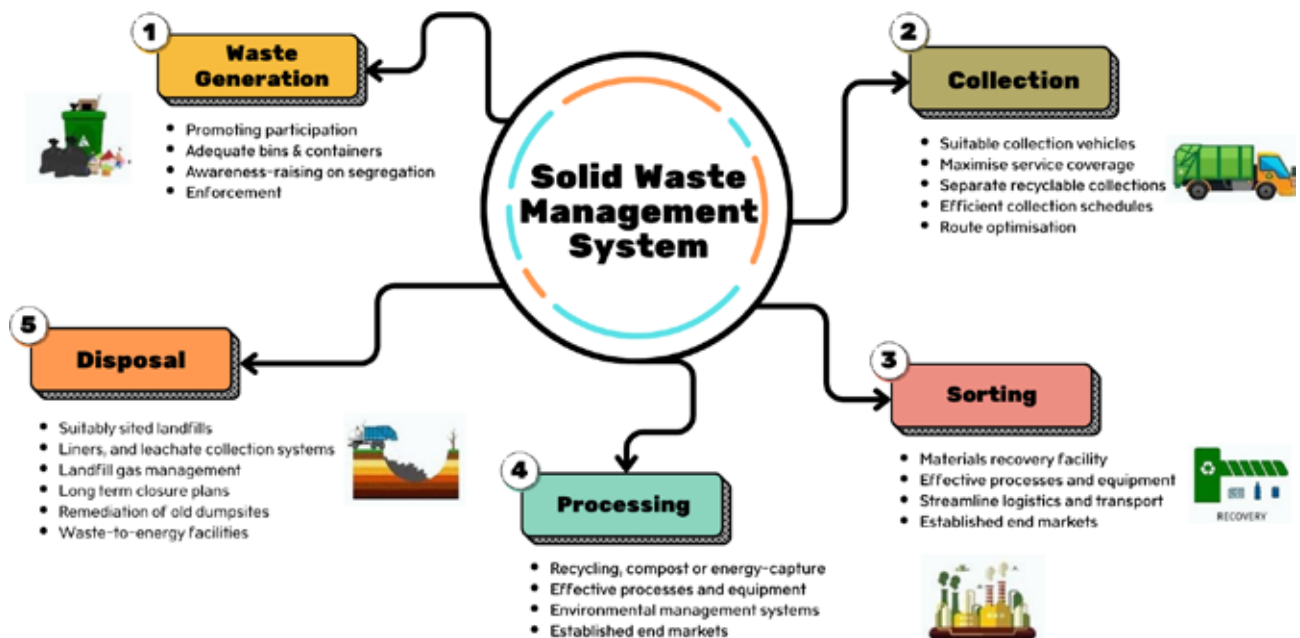 1
Waste
Generation
• Promoting participation
• Adequate bins & containers
• Awareness-raising on segregation
• Enforcement
2
Collection
• Suitable collection vehicles
• Maximise service coverage
• Separate recyclable collections
• Efficient collection schedules
• Route optimisation
Solid Waste
Management
System
3
Sorting
• Materials recovery facility
• Effective processes and equipment
• Streamline logistics and transport
• Established end markets
RECOVERY
4
Processing
• Recycling, compost or energy-capture
• Effective processes and equipment
• Environmental management systems
• Established end markets
5
Disposal
• Suitably sited landfills
• Liners, and leachate collection systems
• Landfill gas management
• Long term closure plans
• Remediation of old dumpsites
• Waste-to-energy facilities